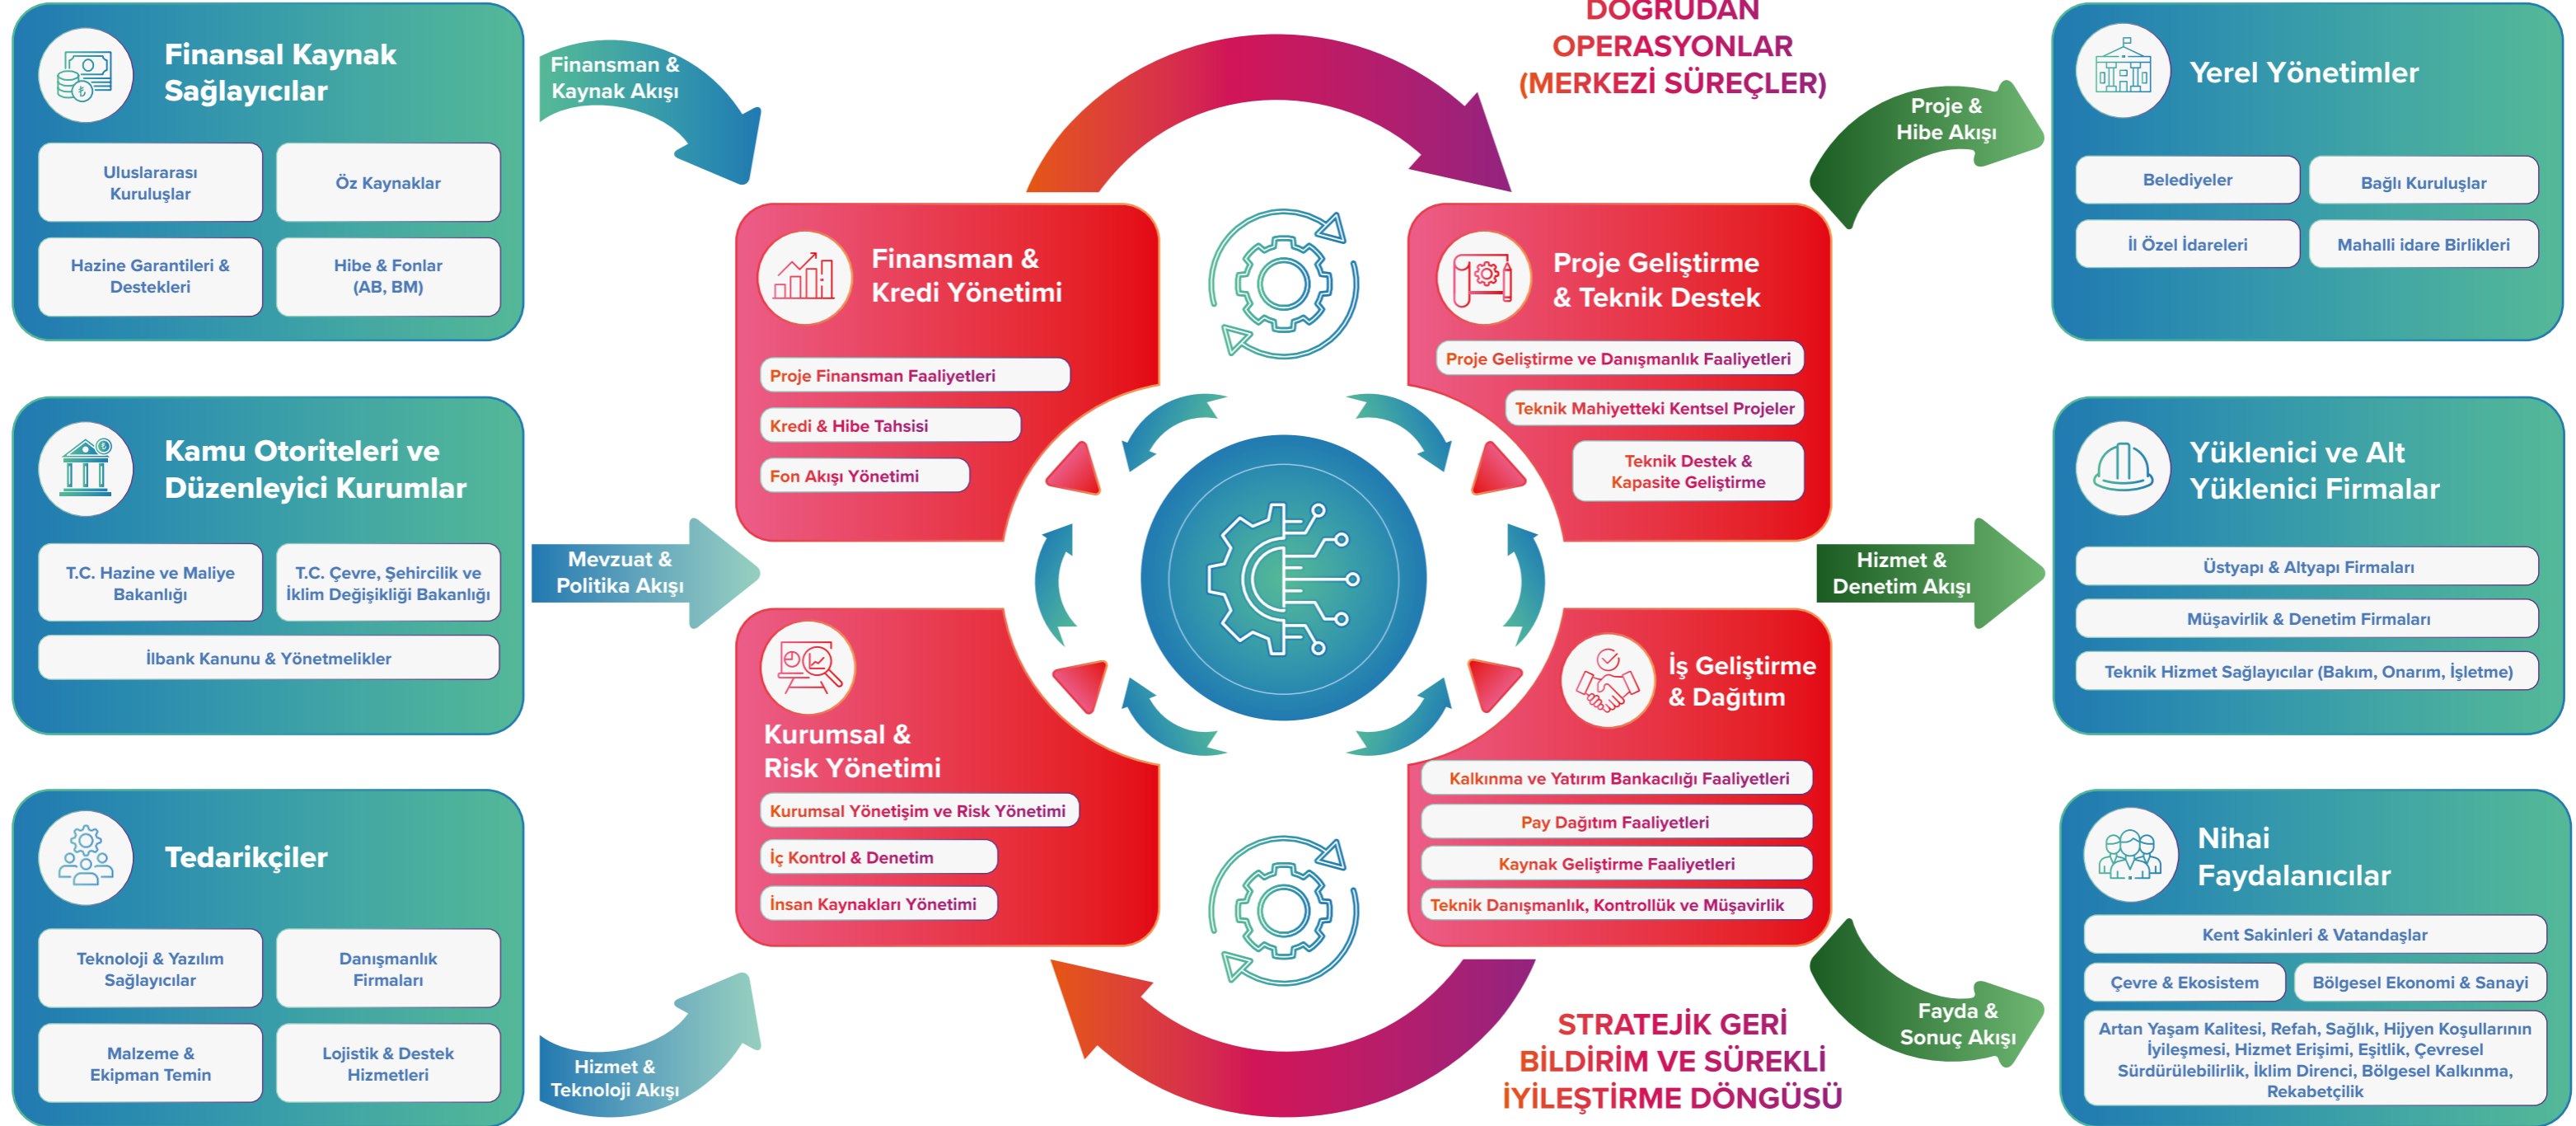 Finansal Kaynak
Sağlayıcılar
Uluslararası
Kuruluşlar
Öz Kaynaklar
Hazine Garantileri &
Destekleri
Hibe & Fonlar
(AB, BM)
Kamu Otoriteleri ve
Düzenleyici Kurumlar
T.C. Hazine ve Maliye
Bakanlığı
T.C. Çevre, Şehircilik ve
İklim Değişikliği Bakanlığı
İlbank Kanunu & Yönetmelikler
Tedarikçiler
Teknoloji & Yazılım
Sağlayıcılar
Danışmanlık
Firmaları
Malzeme &
Ekipman Temin
Lojistik & Destek
Hizmetleri
Finansman &
Kaynak Akışı
Mevzuat &
Politika Akışı
Hizmet &
Teknoloji Akışı
DOĞRUDAN
OPERASYONLAR
(MERKEZİ SÜREÇLER)
Finansman &
Kredi Yönetimi
Proje Finansman Faaliyetleri
Kredi & Hibe Tahsisi
Fon Akışı Yönetimi
Proje Geliştirme
& Teknik Destek
Proje Geliştirme ve Danışmanlık Faaliyetleri
Teknik Mahiyetteki Kentsel Projeler
Teknik Destek &
Kapasite Geliştirme
Kurumsal &
Risk Yönetimi
Kurumsal Yönetişim ve Risk Yönetimi
İç Kontrol & Denetim
İnsan Kaynakları Yönetimi
İş Geliştirme
& Dağıtım
Kalkınma ve Yatırım Bankacılığı Faaliyetleri
Pay Dağıtım Faaliyetleri
Kaynak Geliştirme Faaliyetleri
Teknik Danışmanlık, Kontrollük ve Müşavirlik
STRATEJİK GERİ
BİLDİRİM VE SÜREKLİ
İYİLEŞTİRME DÖNGÜSÜ
Proje &
Hibe Akışı
Hizmet &
Denetim Akışı
Fayda &
Sonuç Akışı
Yerel Yönetimler
Belediyeler
Bağlı Kuruluşlar
İl Özel İdareleri
Mahalli idare Birlikleri
Yüklenici ve Alt
Yüklenici Firmalar
Üstyapı & Altyapı Firmaları
Müşavirlik & Denetim Firmaları
Teknik Hizmet Sağlayıcılar (Bakım, Onarım, İşletme)
Nihai
Faydalanıcılar
Kent Sakinleri & Vatandaşlar
Çevre & Ekosistem
Bölgesel Ekonomi & Sanayi
Artan Yaşam Kalitesi, Refah, Sağlık, Hijyen Koşullarının
İyileşmesi, Hizmet Erişimi, Eşitlik, Çevresel
Sürdürülebilirlik, İklim Direnci, Bölgesel Kalkınma,
Rekabetçilik